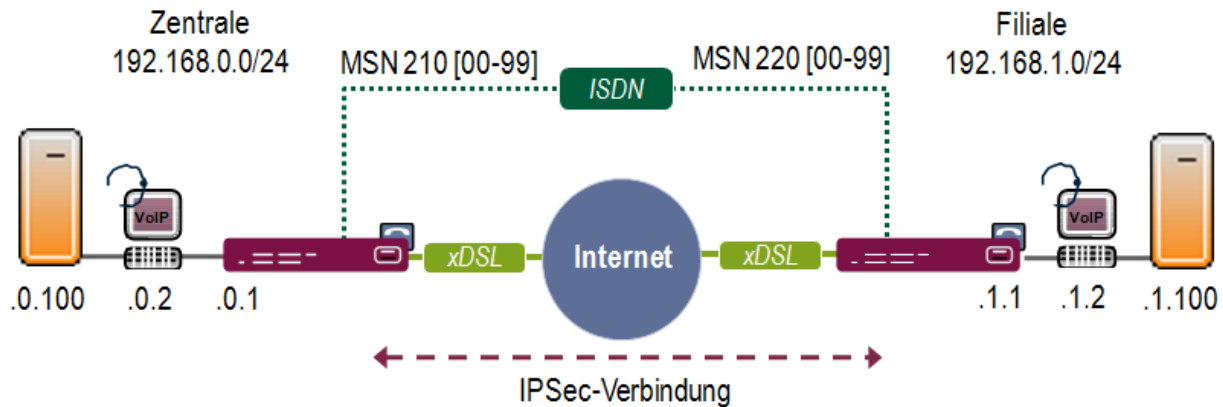 Zentrale
192.168.0.0/24
MSN 210 [00-99]
ISDN
MSN 220 [00-99]
Filiale
192.168.1.0/24
VoIP
xDSL
Internet
xDSL
VoIP
.0.100
.0.2
.0.1
.1.1
.1.2
.1.100
IPSec-Verbindung